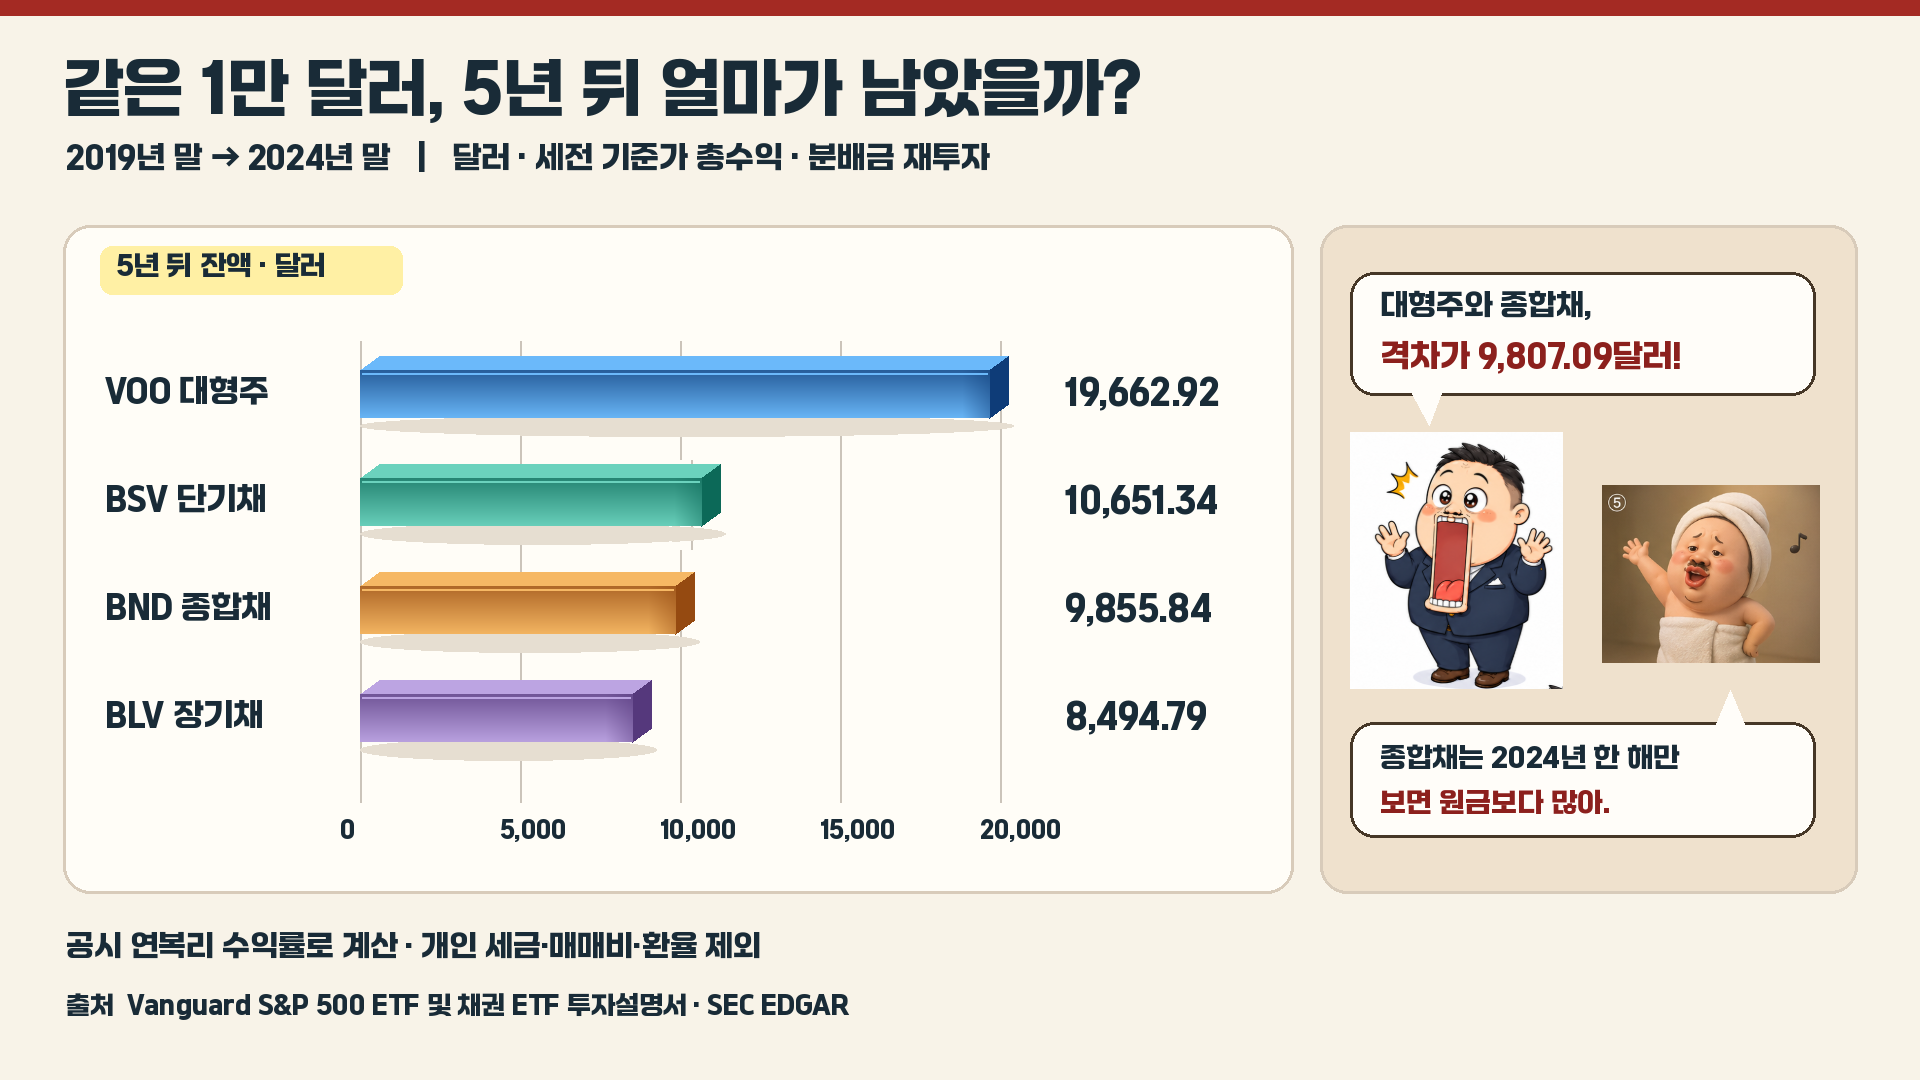 같은 1만 달러, 5년 뒤 얼마가 남았을까?
2019년 말 → 2024년 말 | 달러 · 세전 기준가 총수익 · 분배금 재투자
5년 뒤 잔액 · 달러
VOO 대형주 19,662.92
BSV 단기채 10,651.34
BND 종합채 9,855.84
BLV 장기채 8,494.79
0 5,000 10,000 15,000 20,000
대형주와 종합채,
격차가 9,807.09달러!
⑤
종합채는 2024년 한 해만
보면 원금보다 많아.
공시 연복리 수익률로 계산 · 개인 세금·매매비·환율 제외
출처 Vanguard S&P 500 ETF 및 채권 ETF 투자설명서 · SEC EDGAR